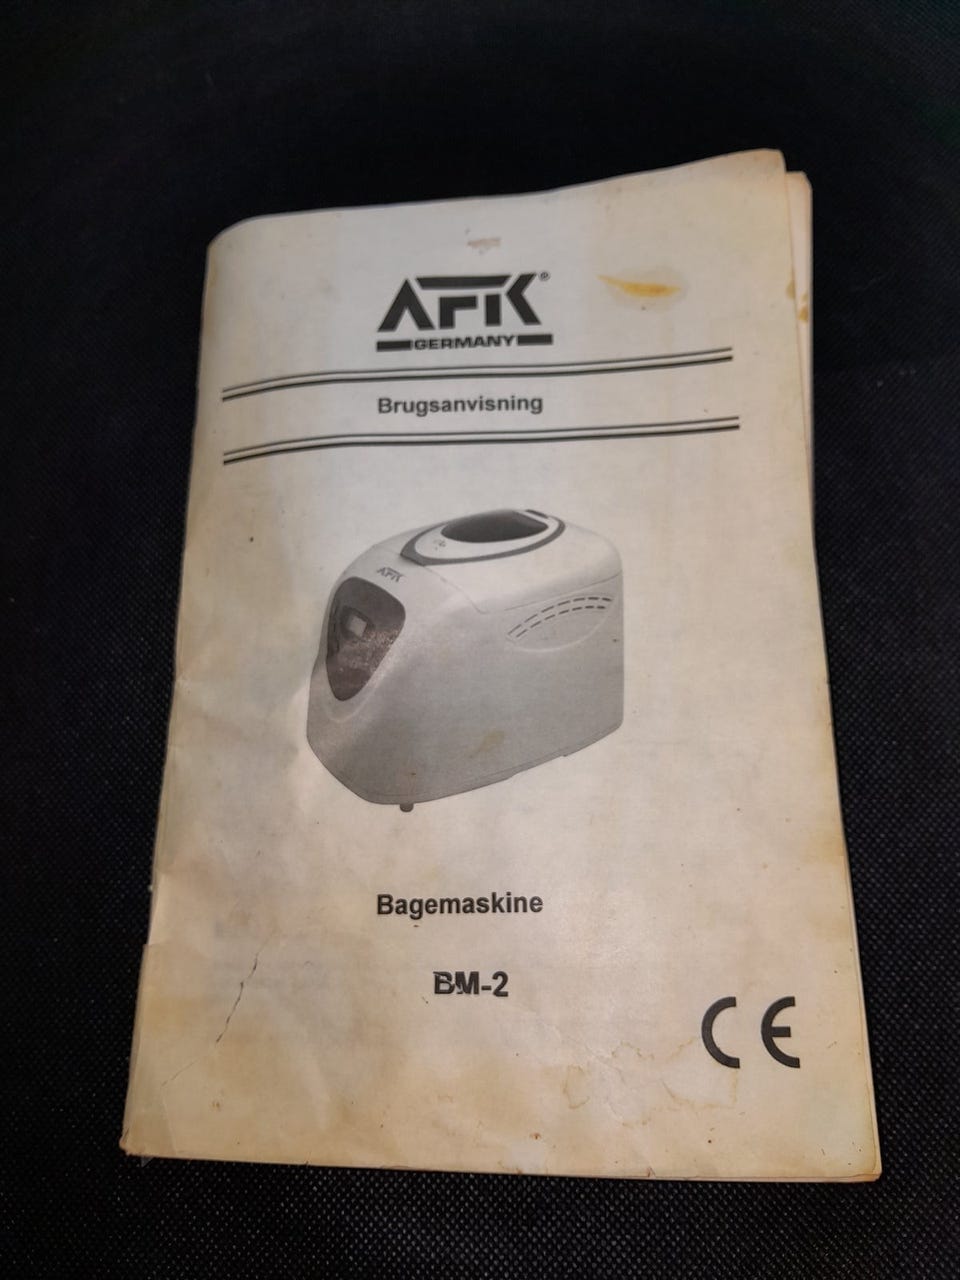 AFK®
GERMANY
Brugsanvisning
AFK
Bagemaskine
BM-2
CE